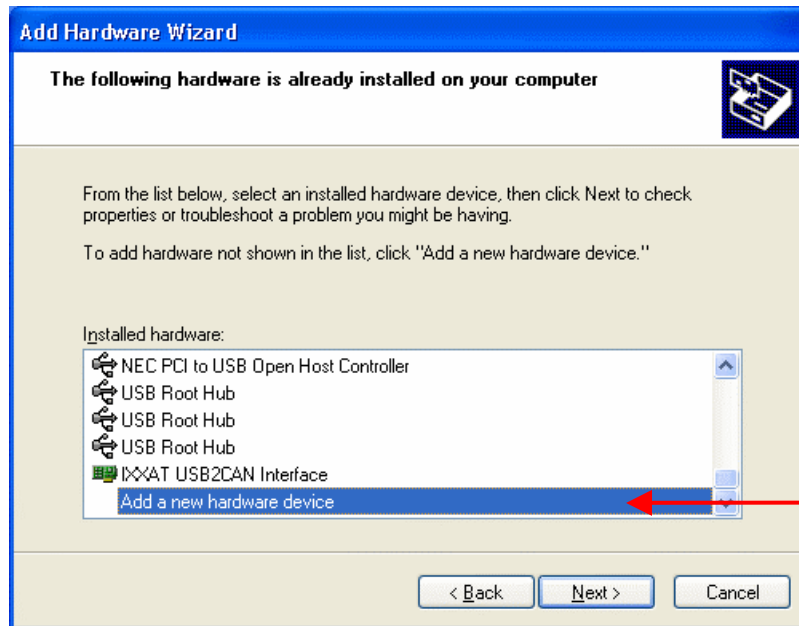 Add Hardware Wizard
The following hardware is already installed on your computer
From the list below, select an installed hardware device, then click Next to check
properties or troubleshoot a problem you might be having.
To add hardware not shown in the list, click "Add a new hardware device."
Installed hardware:
NEC PCI to USB Open Host Controller
USB Root Hub
USB Root Hub
USB Root Hub
IXXAT USB2CAN Interface
Add a new hardware device
< Back Next > Cancel